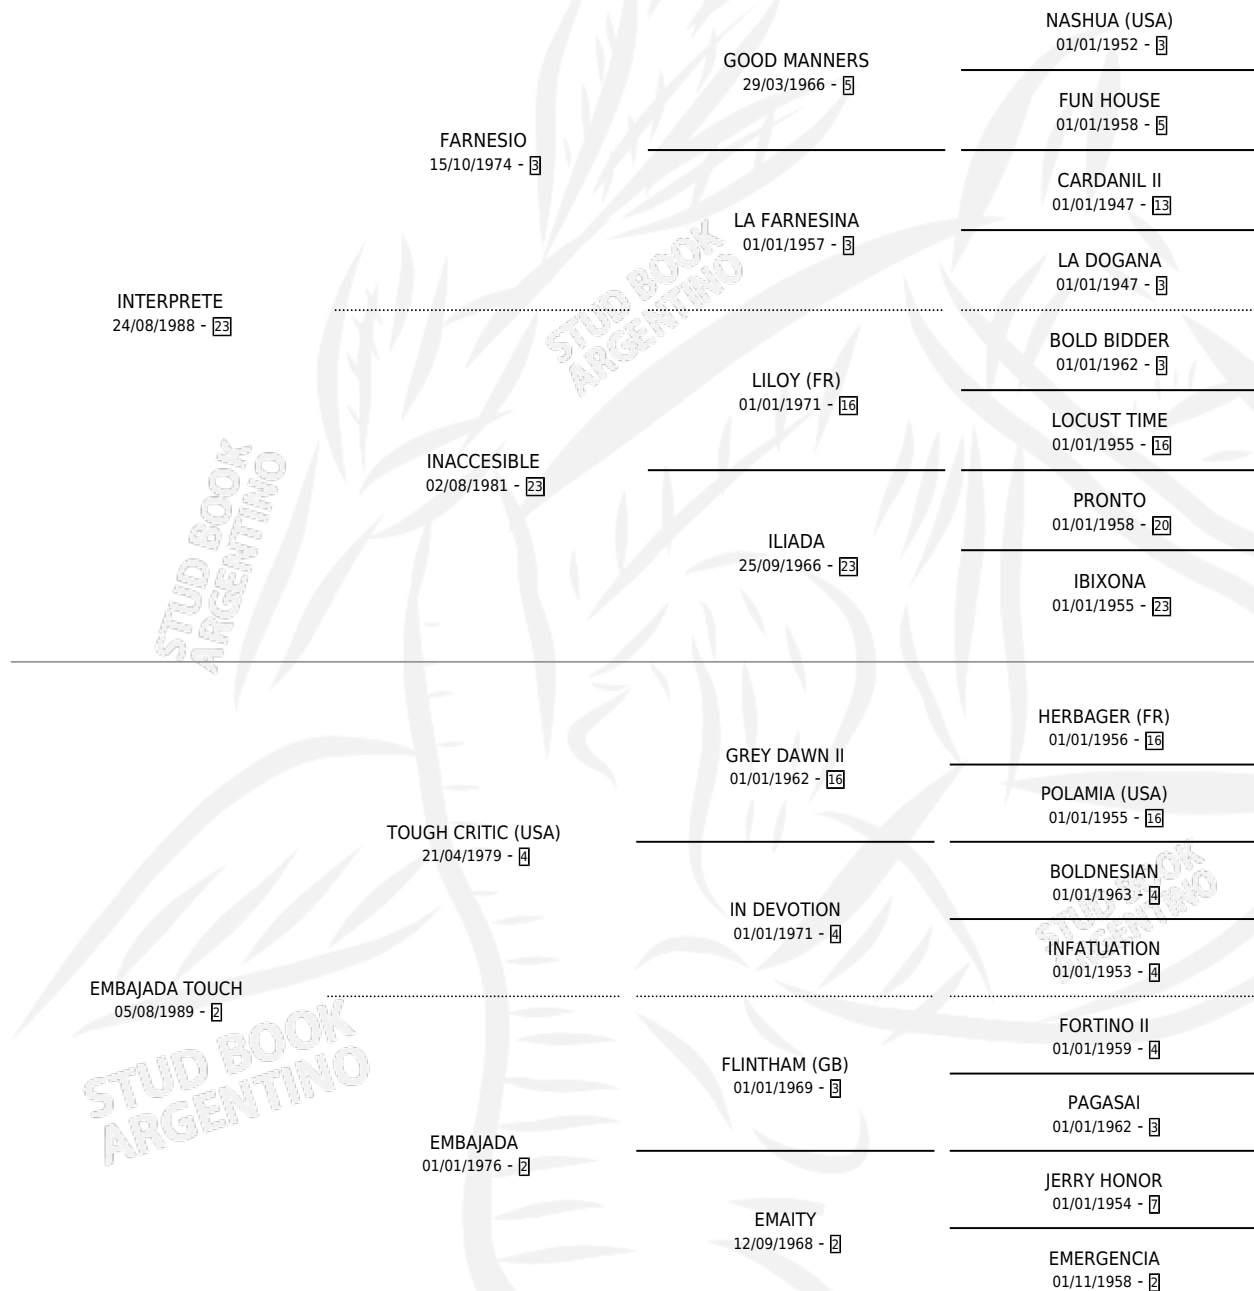 NASHUA (USA)
01/01/1952 - 3
GOOD MANNERS
29/03/1966 - 5
FUN HOUSE
01/01/1958 - 5
FARNESIO
15/10/1974 - 3
CARDANIL II
01/01/1947 - 13
LA FARNESINA
01/01/1957 - 3
LA DOGANA
01/01/1947 - 3
INTERPRETE
24/08/1988 - 23
BOLD BIDDER
01/01/1962 - 3
LILOY (FR)
01/01/1971 - 16
LOCUST TIME
01/01/1955 - 16
INACCESIBLE
02/08/1981 - 23
PRONTO
01/01/1958 - 20
ILIADA
25/09/1966 - 23
IBIXONA
01/01/1955 - 23
HERBAGER (FR)
01/01/1956 - 16
GREY DAWN II
01/01/1962 - 16
POLAMIA (USA)
01/01/1955 - 16
TOUGH CRITIC (USA)
21/04/1979 - 4
BOLDNESIAN
01/01/1963 - 4
IN DEVOTION
01/01/1971 - 4
INFATUATION
01/01/1953 - 4
EMBAJADA TOUCH
05/08/1989 - 2
FORTINO II
01/01/1959 - 4
FLINTHAM (GB)
01/01/1969 - 3
PAGASAI
01/01/1962 - 3
EMBAJADA
01/01/1976 - 2
JERRY HONOR
01/01/1954 - 7
EMAITY
12/09/1968 - 2
EMERGENCIA
01/11/1958 - 2
STUD BOOK
ARGENTINO
STUD BOOK
ARGENTINO
STUD BOOK
ARGENTINO
STUD BOOK
ARGENTINO